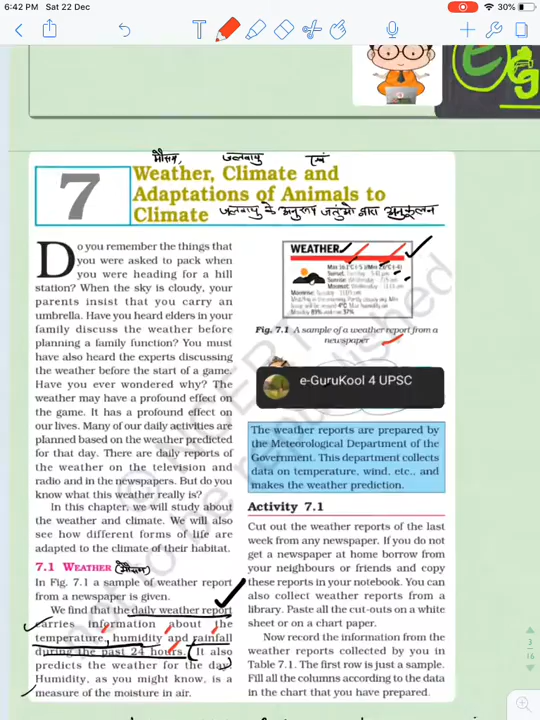 6:42 PM Sat 22 Dec
30%
मौसम, जलवायु एवं
7
Weather, Climate and
Adaptations of Animals to
Climate
जलवायु के अनुरूप जंतुओं द्वारा अनुकूलन
Do you remember the things that
you were asked to pack when
you were heading for a hill
station? When the sky is cloudy, your
parents insist that you carry an
umbrella. Have you heard elders in your
family discuss the weather before
planning a family function? You must
have also heard the experts discussing
the weather before the start of a game.
Have you ever wondered why? The
weather may have a profound effect on
the game. It has a profound effect on
our lives. Many of our daily activities are
planned based on the weather predicted
for that day. There are daily reports of
the weather on the television and
radio and in the newspapers. But do you
know what this weather really is?
In this chapter, we will study about
the weather and climate. We will also
see how different forms of life are
adapted to the climate of their habitat.
7.1 WEATHER (मौसम)
In Fig. 7.1 a sample of weather report
from a newspaper is given.
We find that the daily weather report
carries information about the
temperature, humidity and rainfall
during the past 24 hours. It also
predicts the weather for the day
Humidity, as you might know, is a
measure of the moisture in air.
WEATHER
Fig. 7.1 A sample of a weather report from a
newspaper
e-GuruKool 4 UPSC
The weather reports are prepared by
the Meteorological Department of the
Government. This department collects
data on temperature, wind, etc., and
makes the weather prediction.
Activity 7.1
Cut out the weather reports of the last
week from any newspaper. If you do not
get a newspaper at home borrow from
your neighbours or friends and copy
these reports in your notebook. You can
also collect weather reports from a
library. Paste all the cut-outs on a white
sheet or on a chart paper.
Now record the information from the
weather reports collected by you in
Table 7.1. The first row is just a sample.
Fill all the columns according to the data
in the chart that you have prepared.
3
16